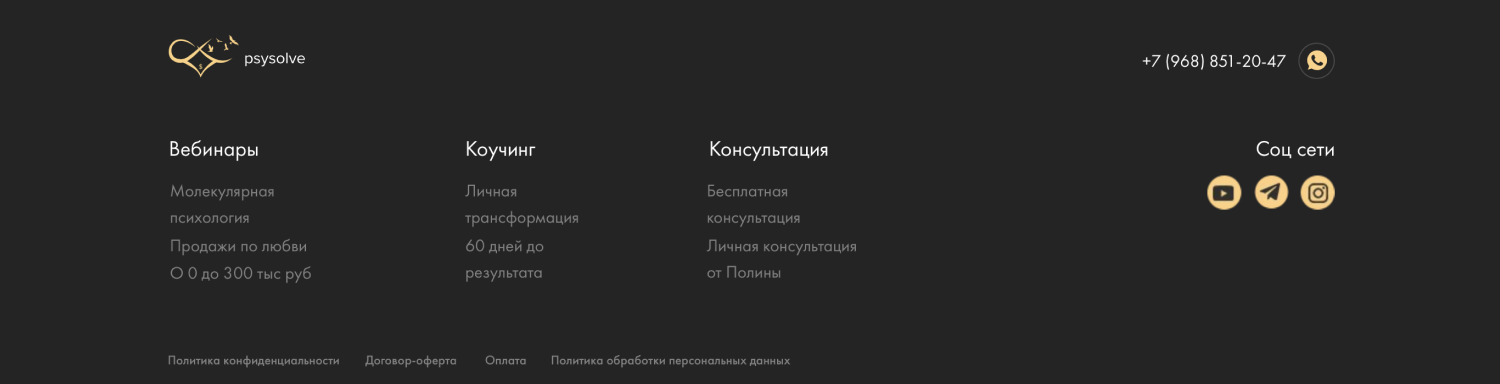 psysolve
+7 (968) 851-20-47
Вебинары
Молекулярная
психология
Продажи по любви
О 0 до 300 тыс руб
Коучинг
Личная
трансформация
60 дней до
результата
Консультация
Бесплатная
консультация
Личная консультация
от Полины
Соц сети
Политика конфиденциальности
Договор-оферта
Оплата
Политика обработки персональных данных